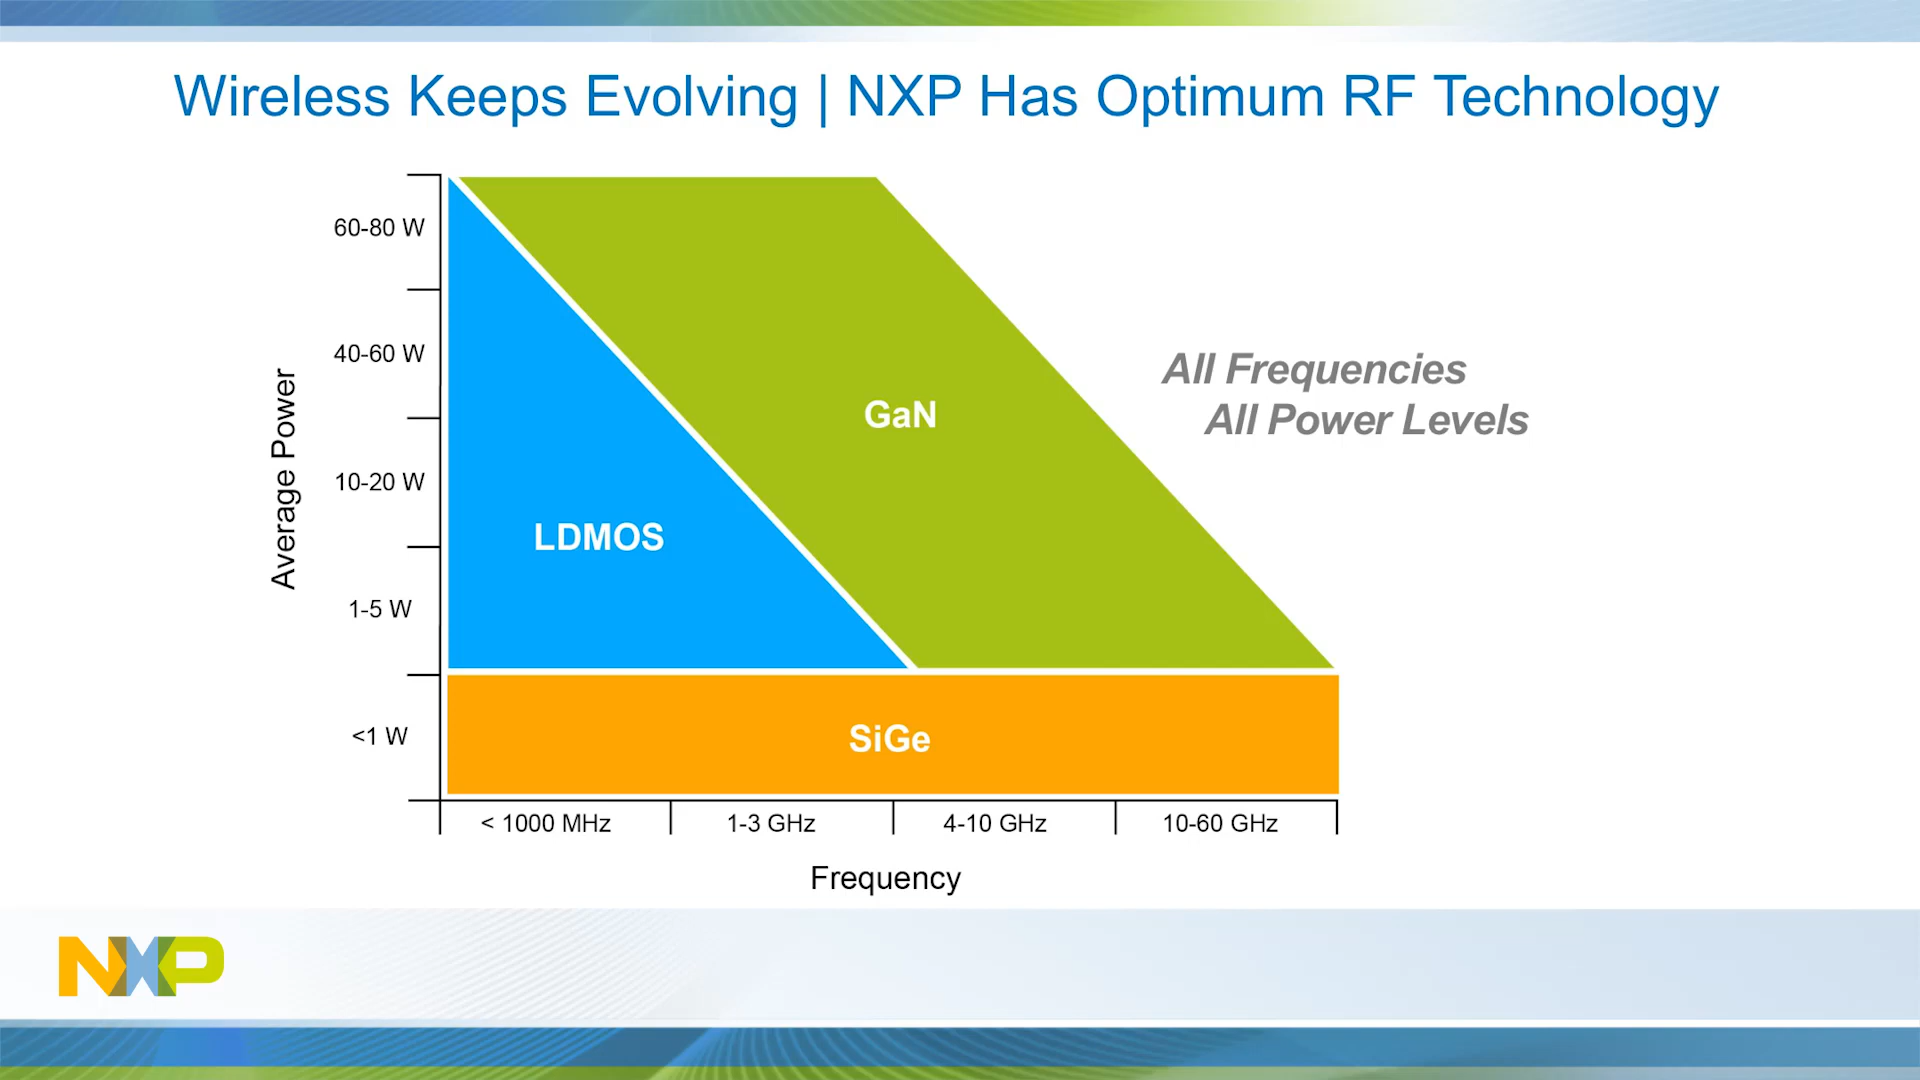 Wireless Keeps Evolving | NXP Has Optimum RF Technology
60-80 W
40-60 W
10-20 W
1-5 W
<1 W
Average Power
GaN
LDMOS
SiGe
All Frequencies
All Power Levels
< 1000 MHz
1-3 GHz
4-10 GHz
10-60 GHz
Frequency
NXP